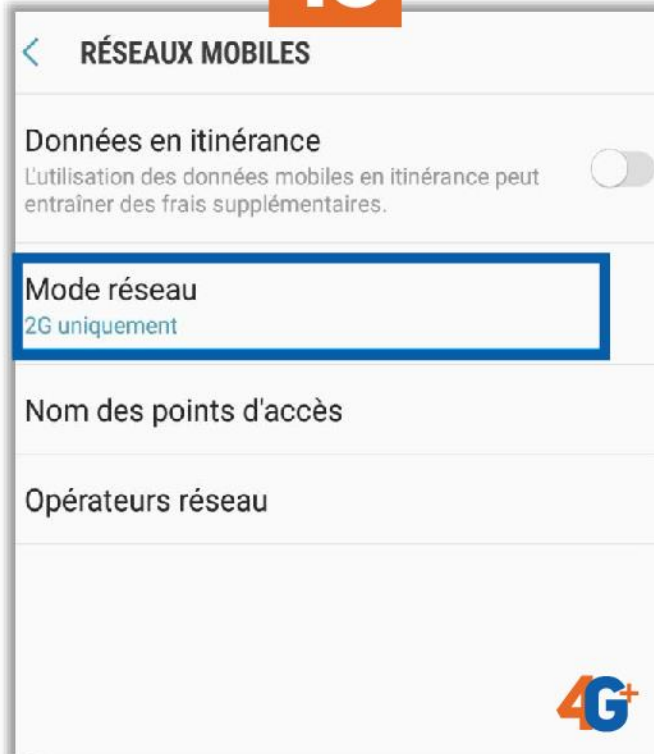 RÉSEAUX MOBILES
Données en itinérance
L'utilisation des données mobiles en itinérance peut
entraîner des frais supplémentaires.
Mode réseau
2G uniquement
Nom des points d'accès
Opérateurs réseau
4G+